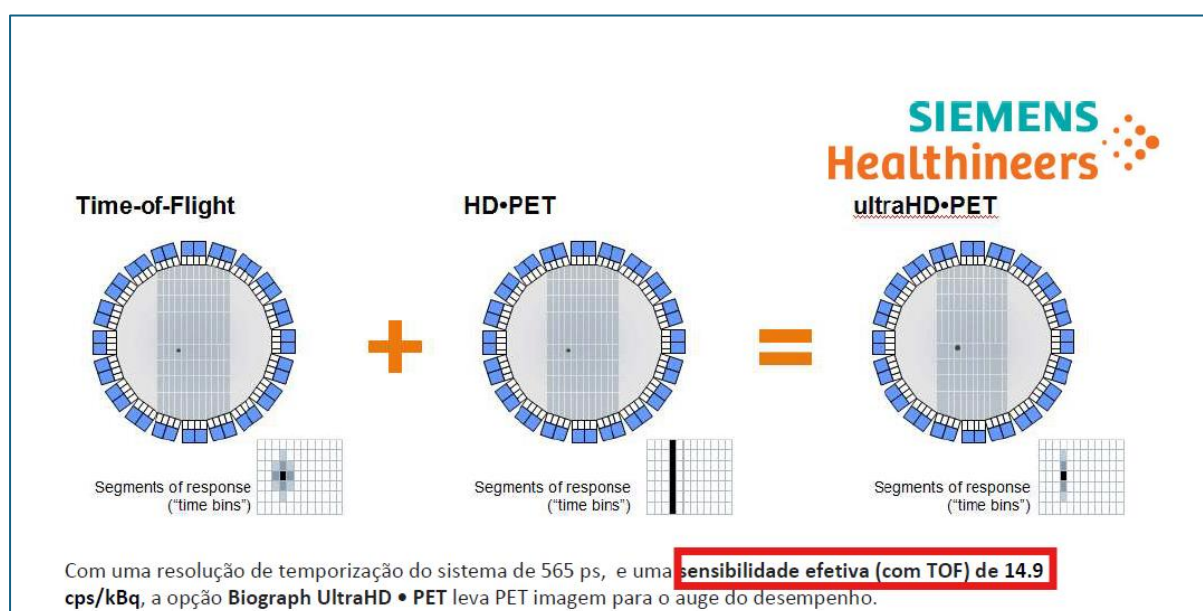 SIEMENS
Healthineers
Time-of-Flight
HD•PET
ultraHD•PET
Segments of response
("time bins")
Segments of response
("time bins")
Segments of response
("time bins")
Com uma resolução de temporização do sistema de 565 ps, e uma sensibilidade efetiva (com TOF) de 14.9
cps/kBq, a opção Biograph UltraHD • PET leva PET imagem para o auge do desempenho.